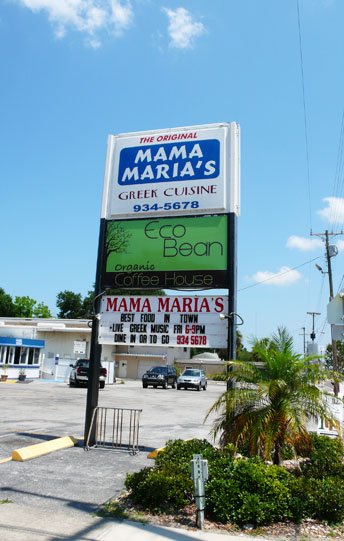 THE ORIGINAL
MAMA
MARIA'S
GREEK CUISINE
934-5678
Eco
Bean
Organic
Coffee House
MAMA MARIA'S
BEST FOOD IN TOWN
-LIVE GREEK MUSIC FRI 6-9PM
DINE IN OR TO GO 934 5678